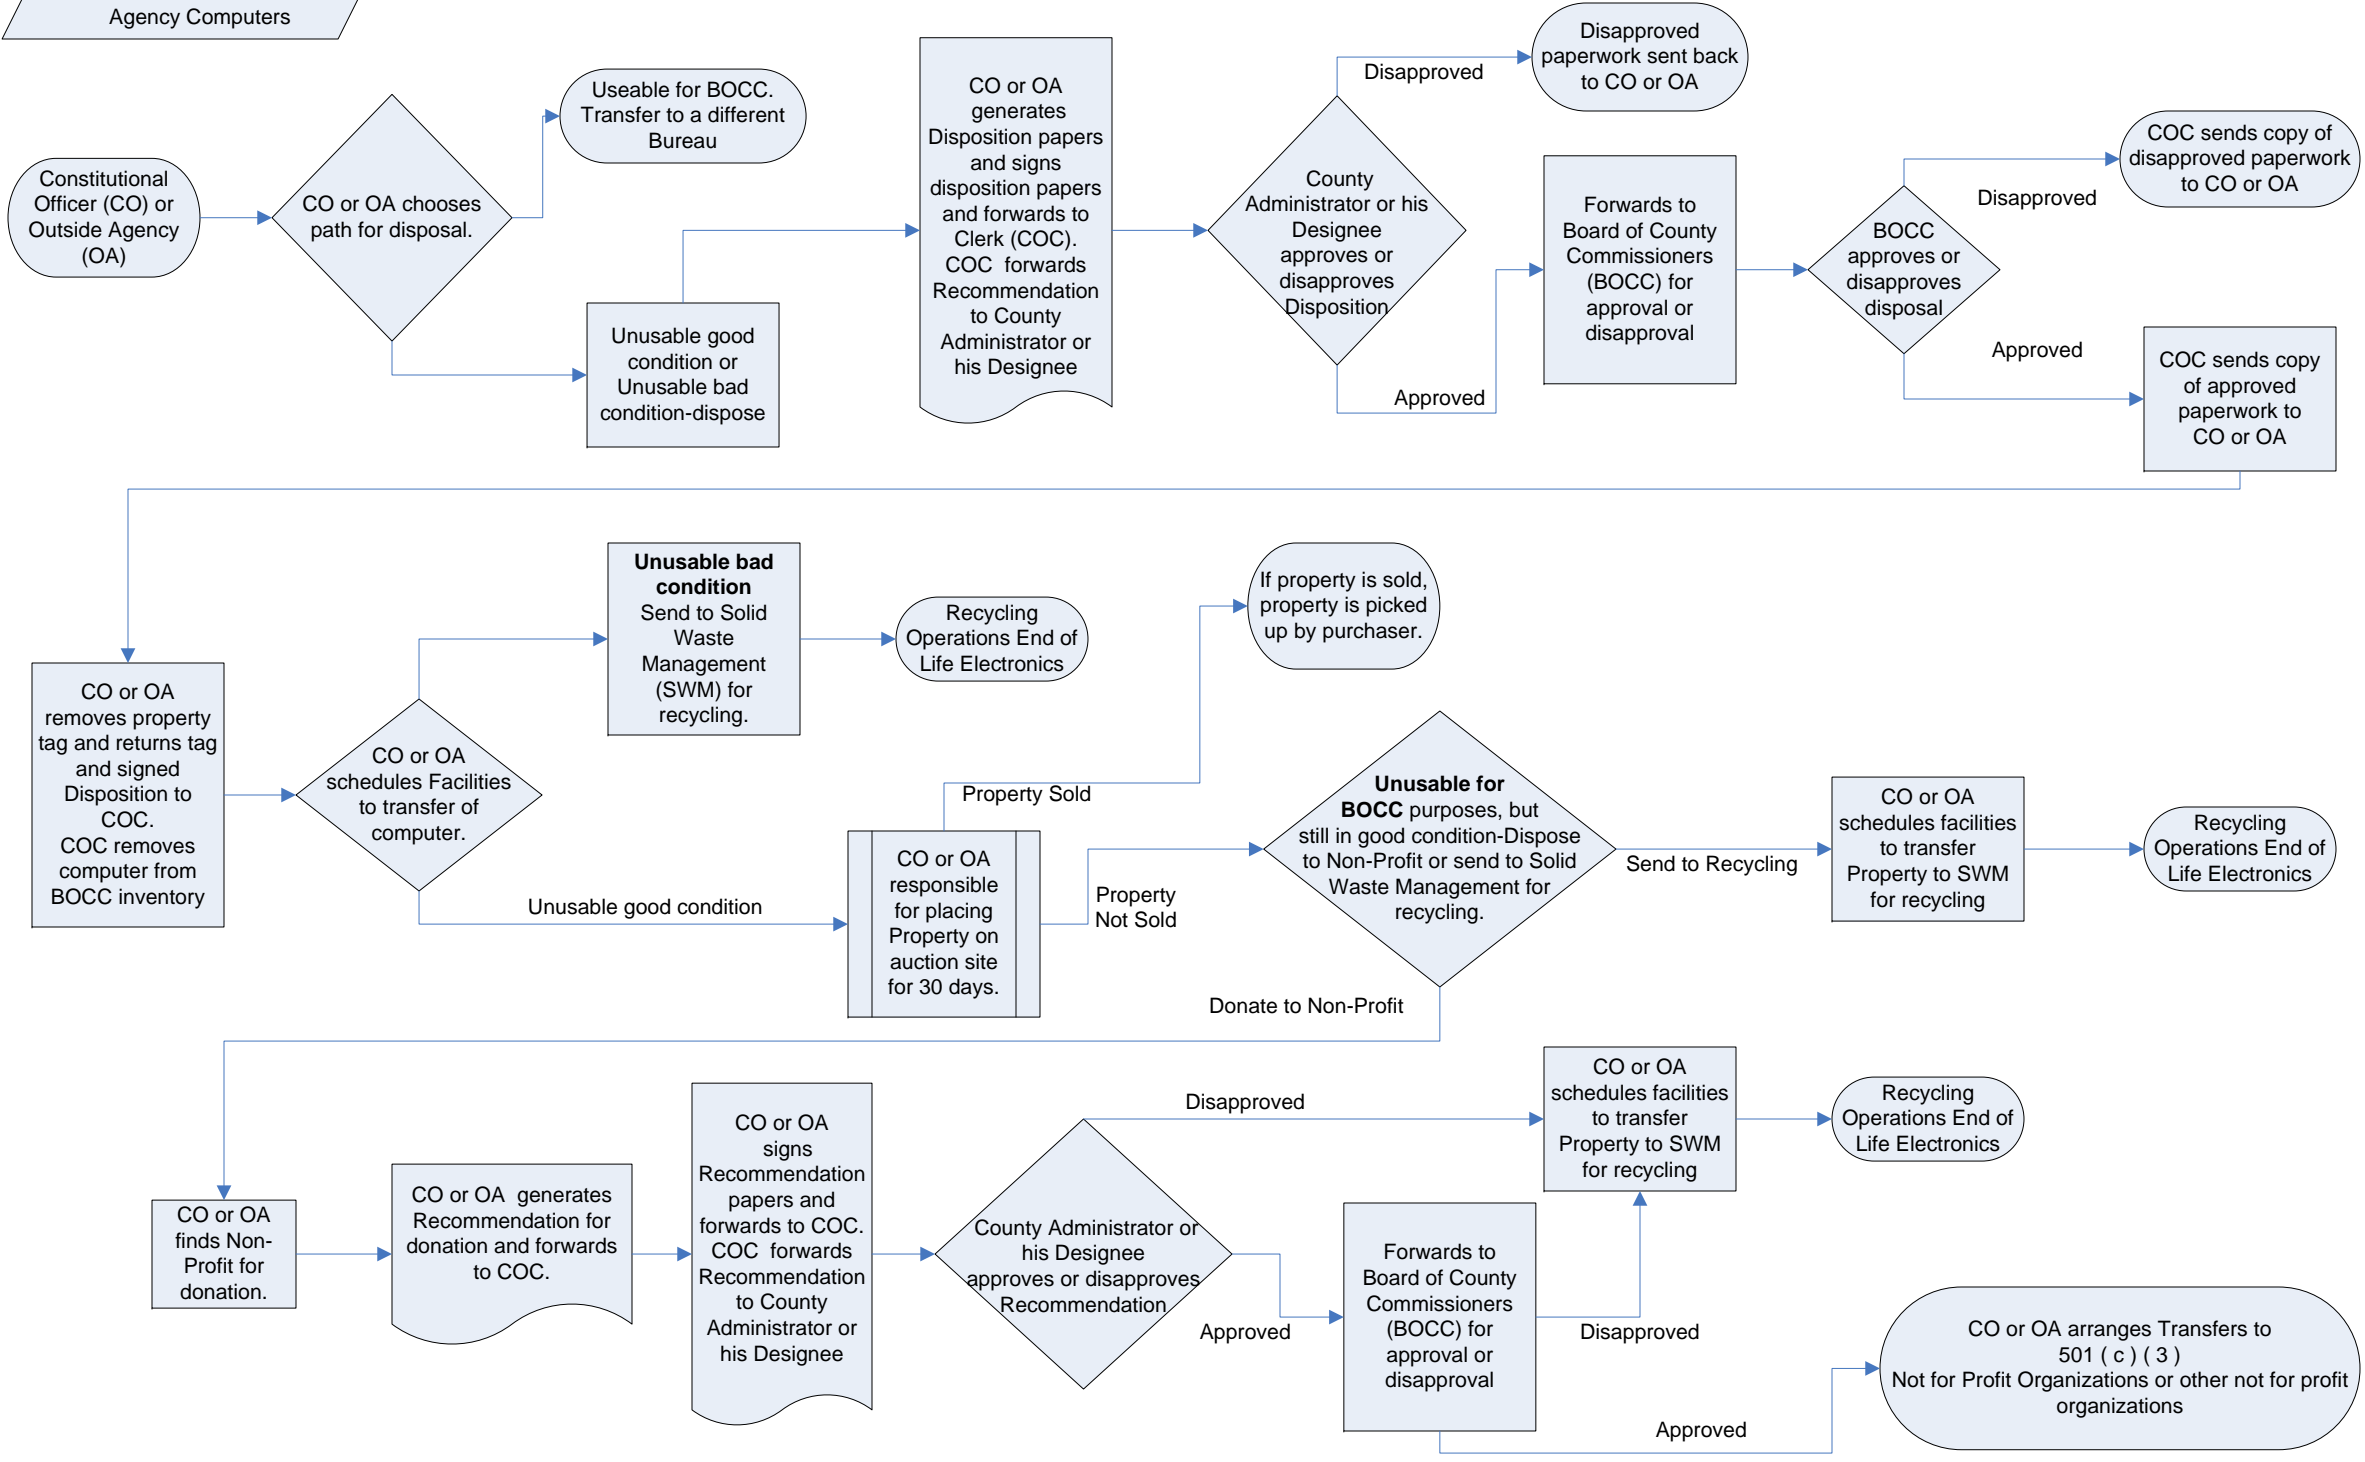 Agency Computers
Constitutional
Officer (CO) or
Outside Agency
(OA)
CO or OA chooses
path for disposal.
Useable for BOCC.
Transfer to a different
Bureau
Unusable good
condition or
Unusable bad
condition-dispose
CO or OA
generates
Disposition papers
and signs
disposition papers
and forwards to
Clerk (COC).
COC forwards
Recommendation
to County
Administrator or
his Designee
County
Administrator or his
Designee
approves or
disapproves
Disposition
Disapproved
Disapproved
paperwork sent back
to CO or OA
Approved
Forwards to
Board of County
Commissioners
(BOCC) for
approval or
disapproval
BOCC
approves or
disapproves
disposal
Disapproved
COC sends copy of
disapproved paperwork
to CO or OA
Approved
COC sends copy
of approved
paperwork to
CO or OA
CO or OA
removes property
tag and returns tag
and signed
Disposition to
COC.
COC removes
computer from
BOCC inventory
CO or OA
schedules Facilities
to transfer of
computer.
Unusable bad
condition
Send to Solid
Waste
Management
(SWM) for
recycling.
Recycling
Operations End of
Life Electronics
Unusable good condition
CO or OA
responsible
for placing
Property on
auction site
for 30 days.
Property Sold
If property is sold,
property is picked
up by purchaser.
Property
Not Sold
Unusable for
BOCC purposes, but
still in good condition-Dispose
to Non-Profit or send to Solid
Waste Management for
recycling.
Send to Recycling
CO or OA
schedules facilities
to transfer
Property to SWM
for recycling
Recycling
Operations End of
Life Electronics
Donate to Non-Profit
CO or OA
finds Non-
Profit for
donation.
CO or OA generates
Recommendation for
donation and forwards
to COC.
CO or OA
signs
Recommendation
papers and
forwards to COC.
COC forwards
Recommendation
to County
Administrator or
his Designee
County Administrator or
his Designee
approves or disapproves
Recommendation
Disapproved
CO or OA
schedules facilities
to transfer
Property to SWM
for recycling
Recycling
Operations End of
Life Electronics
Approved
Forwards to
Board of County
Commissioners
(BOCC) for
approval or
disapproval
Disapproved
Approved
CO or OA arranges Transfers to
501 ( c ) ( 3 )
Not for Profit Organizations or other not for profit
organizations